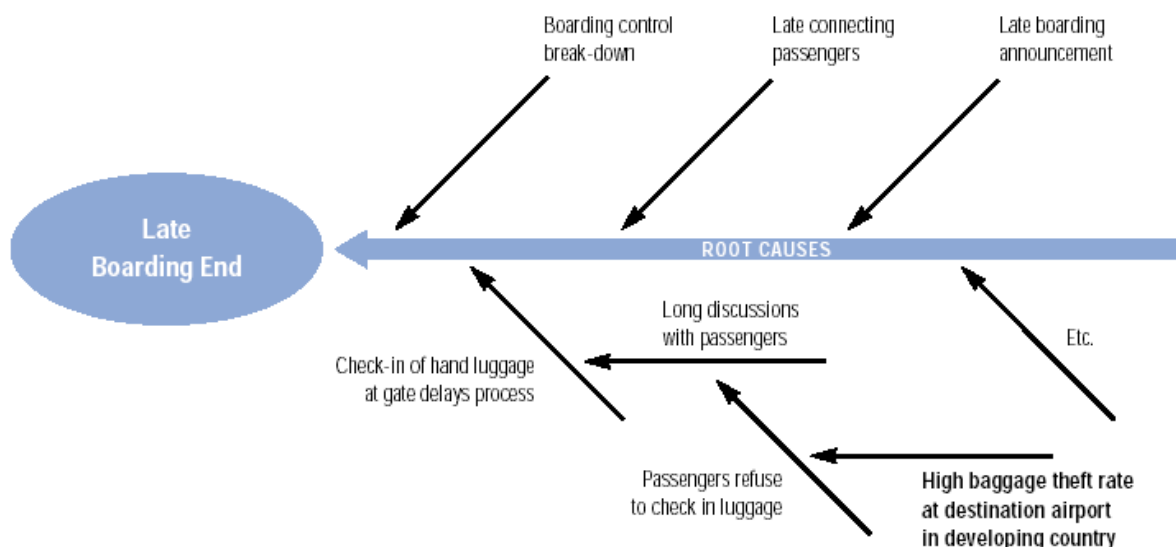 Boarding control
break-down
Late connecting
passengers
Late boarding
announcement
Late
Boarding End
ROOT CAUSES
Long discussions
with passengers
Etc.
Check-in of hand luggage
at gate delays process
Passengers refuse
to check in luggage
High baggage theft rate
at destination airport
in developing country